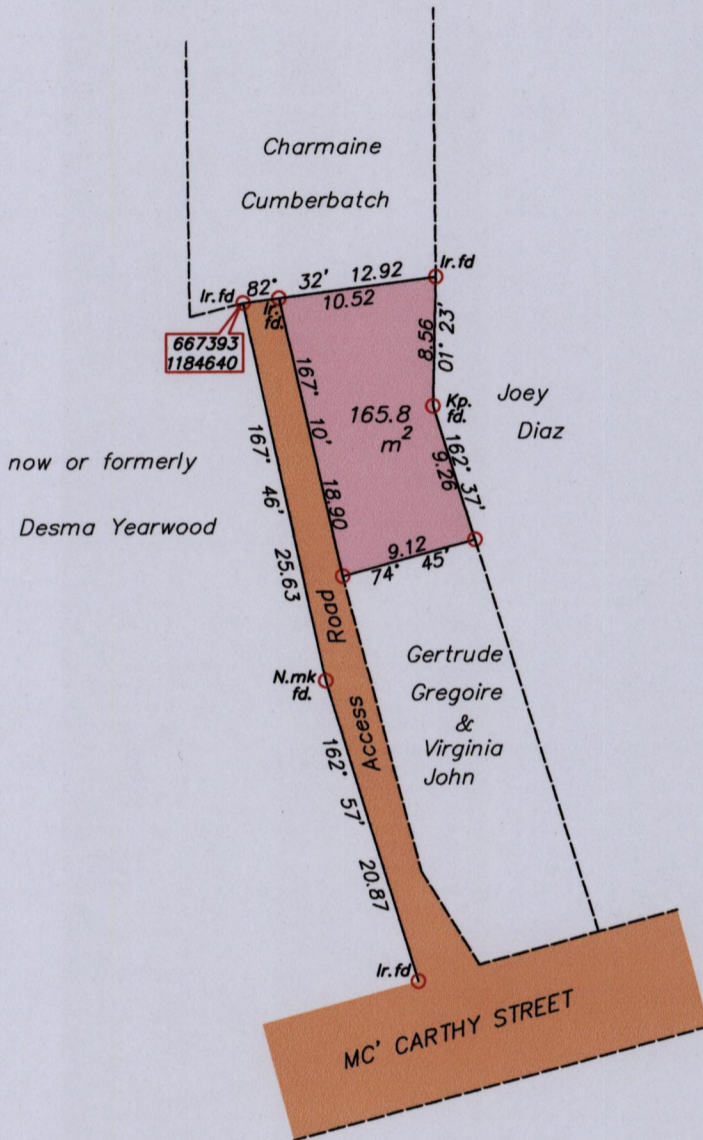 Charmaine
Cumberbatch
Ir.fd
82° 32' 12.92
Ir.fd
Ir.
fd.
10.52
667393
1184640
8.56
01° 23'
167° 10' 18.90
165.8
m²
Kp.
fd.
Joey
Diaz
162° 37'
9.26
now or formerly
Desma Yearwood
167° 46' 25.63
9.12
74° 45'
Access Road
Gertrude
Gregoire
&
Virginia
John
N.mk
fd.
162° 57' 20.87
Ir.fd
MC' CARTHY STREET